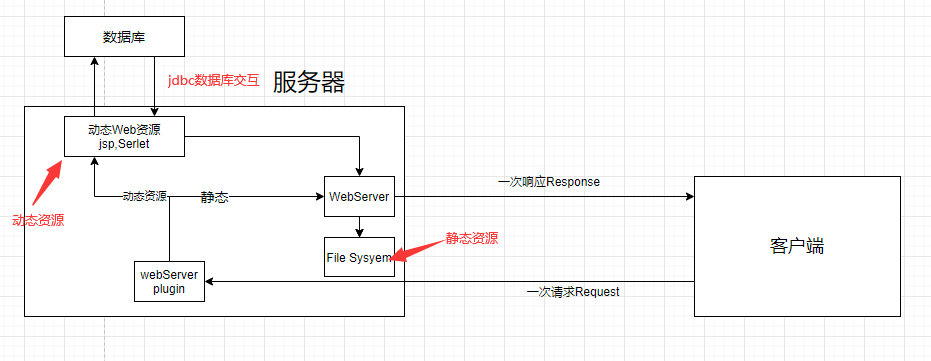 数据库
jdbc数据库交互
服务器
动态Web资源
jsp,Serlet
动态资源
静态
WebServer
一次响应Response
动态资源
静态资源
客户端
File Sysyem
webServer
plugin
一次请求Request